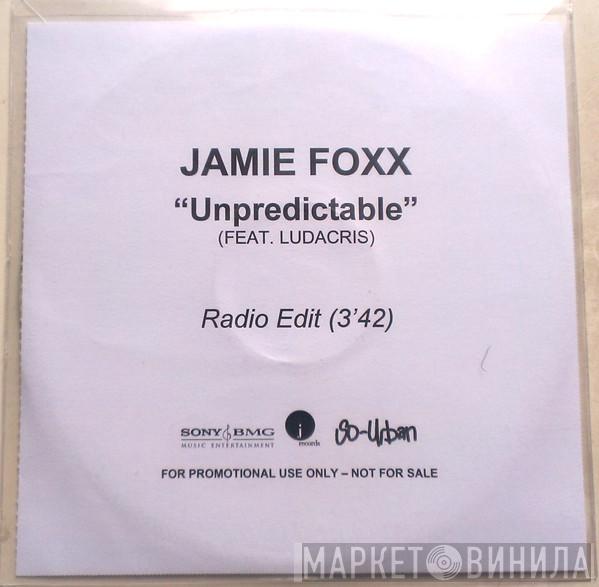 JAMIE FOXX
“Unpredictable”
(FEAT. LUDACRIS)
Radio Edit (3’42)
SONY BMG
MUSIC ENTERTAINMENT
j
records
so-urban
FOR PROMOTIONAL USE ONLY – NOT FOR SALE
МАРКЕТ ВИНИЛА